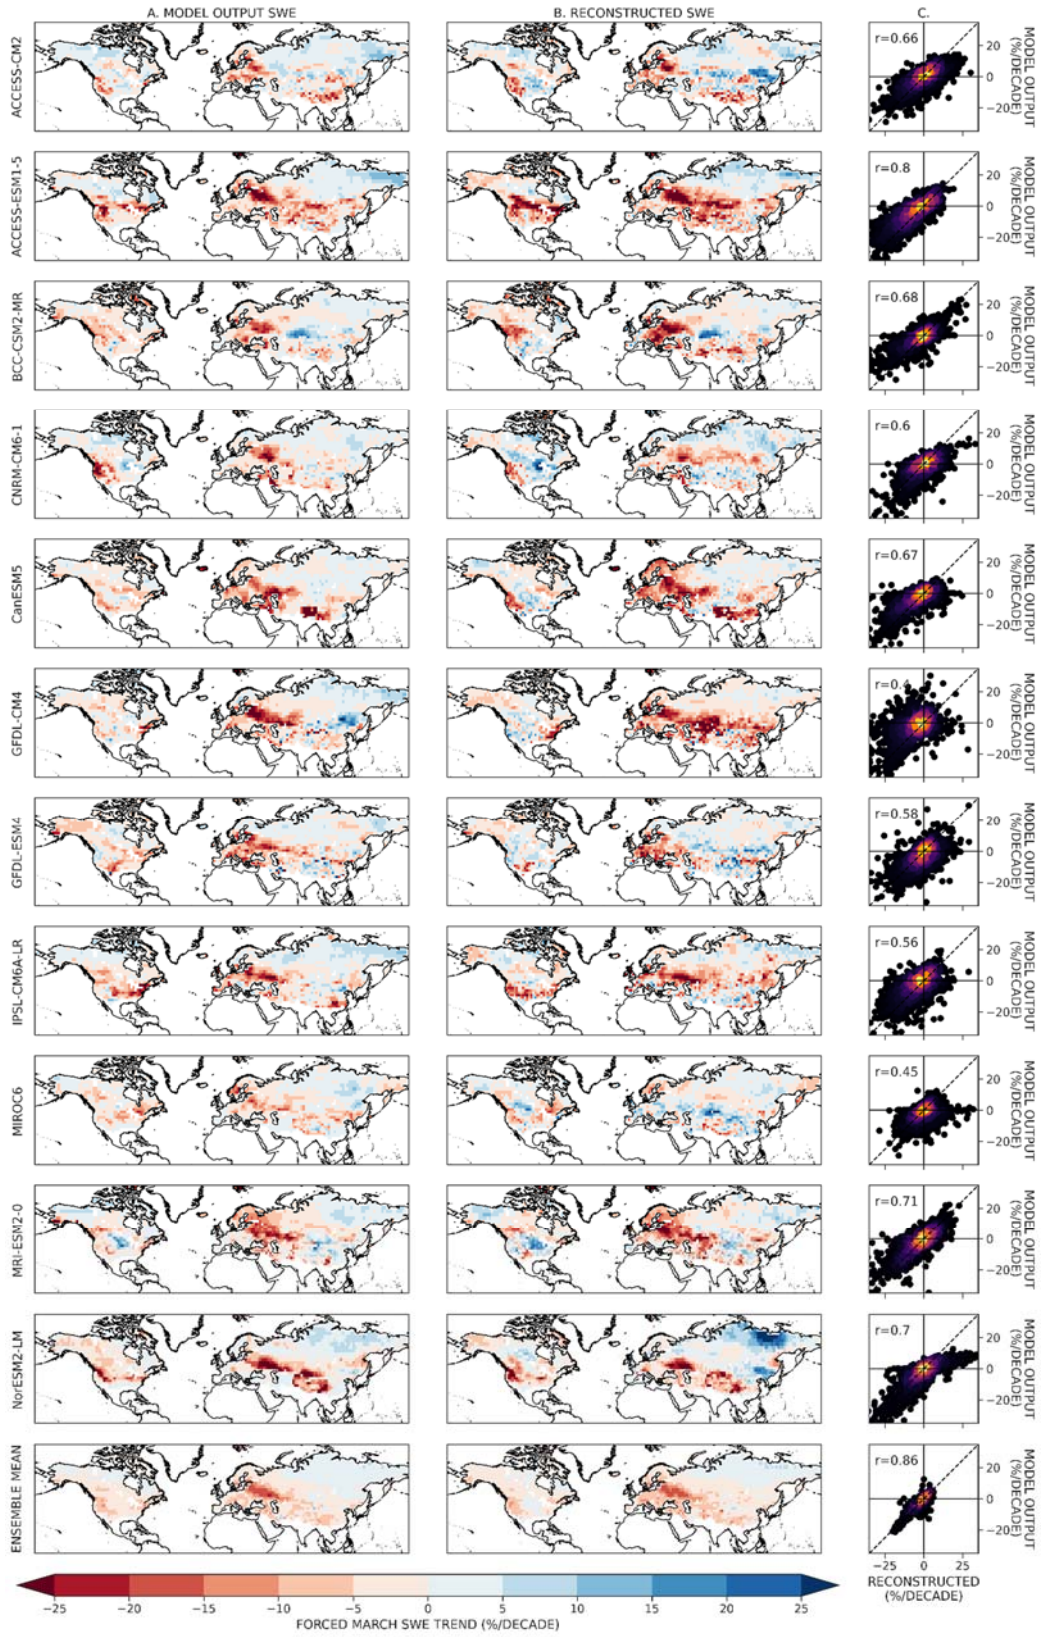 A. MODEL OUTPUT SWE
B. RECONSTRUCTED SWE
C.
ACCESS-CM2
r=0.66
20
0
−20
MODEL OUTPUT
(%/DECADE)
ACCESS-ESM1-5
r=0.8
20
0
−20
MODEL OUTPUT
(%/DECADE)
BCC-CSM2-MR
r=0.68
20
0
−20
MODEL OUTPUT
(%/DECADE)
CNRM-CM6-1
r=0.6
20
0
−20
MODEL OUTPUT
(%/DECADE)
CanESM5
r=0.67
20
0
−20
MODEL OUTPUT
(%/DECADE)
GFDL-CM4
r=0.4
20
0
−20
MODEL OUTPUT
(%/DECADE)
GFDL-ESM4
r=0.58
20
0
−20
MODEL OUTPUT
(%/DECADE)
IPSL-CM6A-LR
r=0.56
20
0
−20
MODEL OUTPUT
(%/DECADE)
MIROC6
r=0.45
20
0
−20
MODEL OUTPUT
(%/DECADE)
MRI-ESM2-0
r=0.71
20
0
−20
MODEL OUTPUT
(%/DECADE)
NorESM2-LM
r=0.7
20
0
−20
MODEL OUTPUT
(%/DECADE)
ENSEMBLE MEAN
r=0.86
20
0
−20
MODEL OUTPUT
(%/DECADE)
−25 0 25
RECONSTRUCTED
(%/DECADE)
−25 −20 −15 −10 −5 0 5 10 15 20 25
FORCED MARCH SWE TREND (%/DECADE)